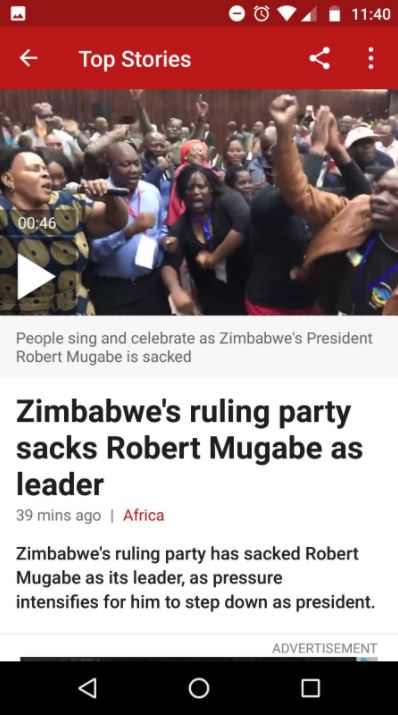 11:40
Top Stories
00:46
People sing and celebrate as Zimbabwe's President
Robert Mugabe is sacked
Zimbabwe's ruling party
sacks Robert Mugabe as
leader
39 mins ago | Africa
Zimbabwe's ruling party has sacked Robert
Mugabe as its leader, as pressure
intensifies for him to step down as president.
ADVERTISEMENT